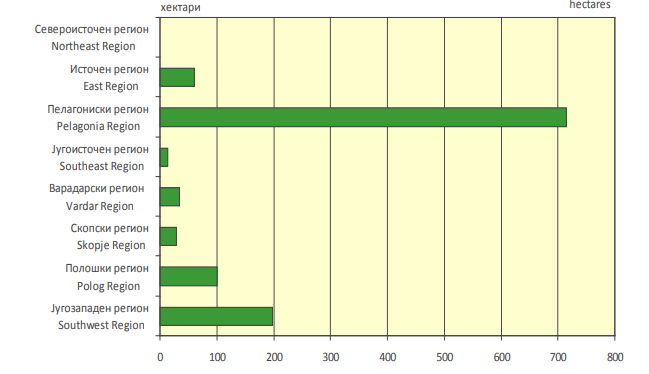 хектари
hectares
Североисточен регион
Northeast Region
Источен регион
East Region
Пелагониски регион
Pelagonia Region
Југоисточен регион
Southeast Region
Варадарски регион
Vardar Region
Скопски регион
Skopje Region
Полошки регион
Polog Region
Југозападен регион
Southwest Region
0 100 200 300 400 500 600 700 800